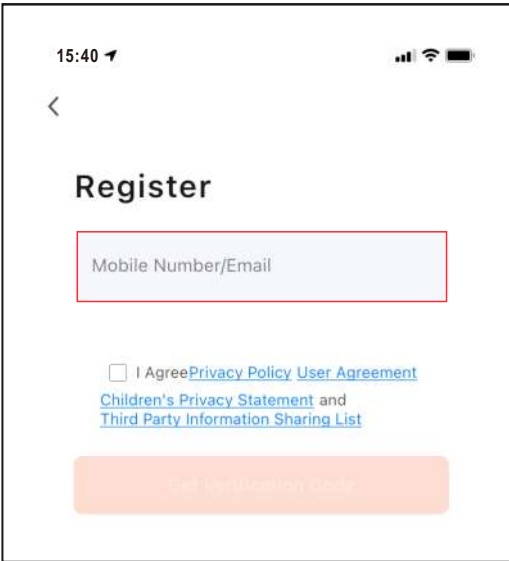 15:40
Register
Mobile Number/Email
I AgreePrivacy Policy User Agreement
Children's Privacy Statement and
Third Party Information Sharing List
Get Verification Code